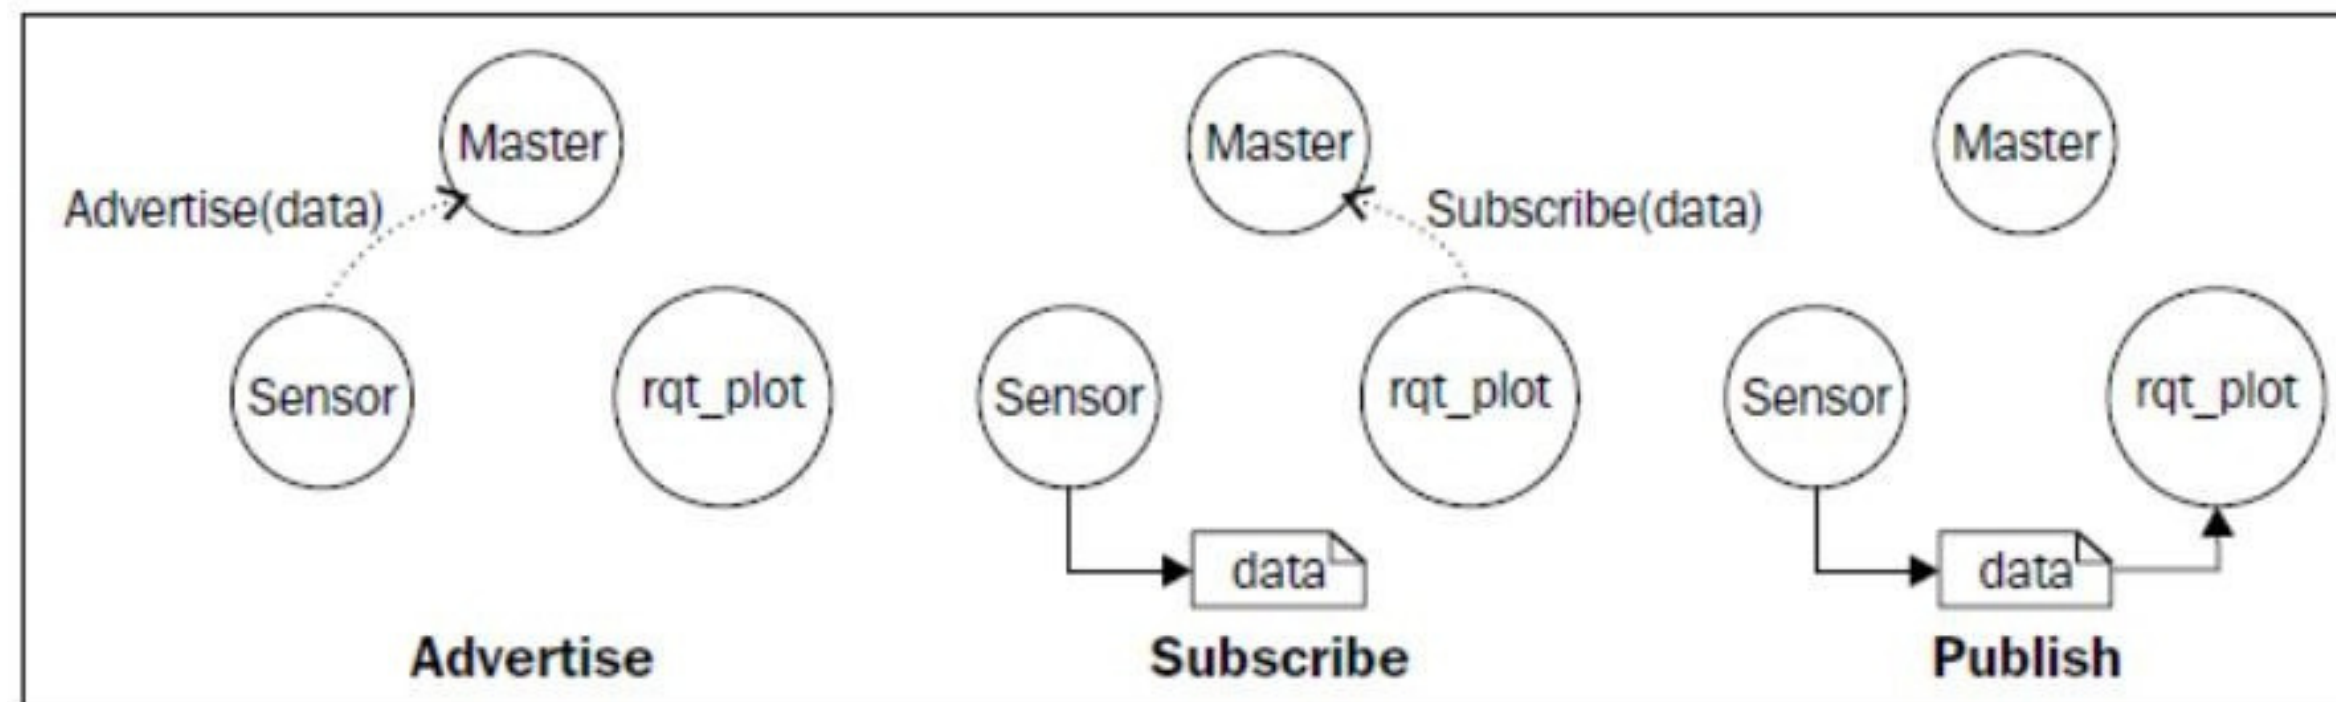 Master Master Master
Advertise(data) Subscribe(data)
Sensor rqt_plot Sensor rqt_plot Sensor rqt_plot
data data
Advertise Subscribe Publish